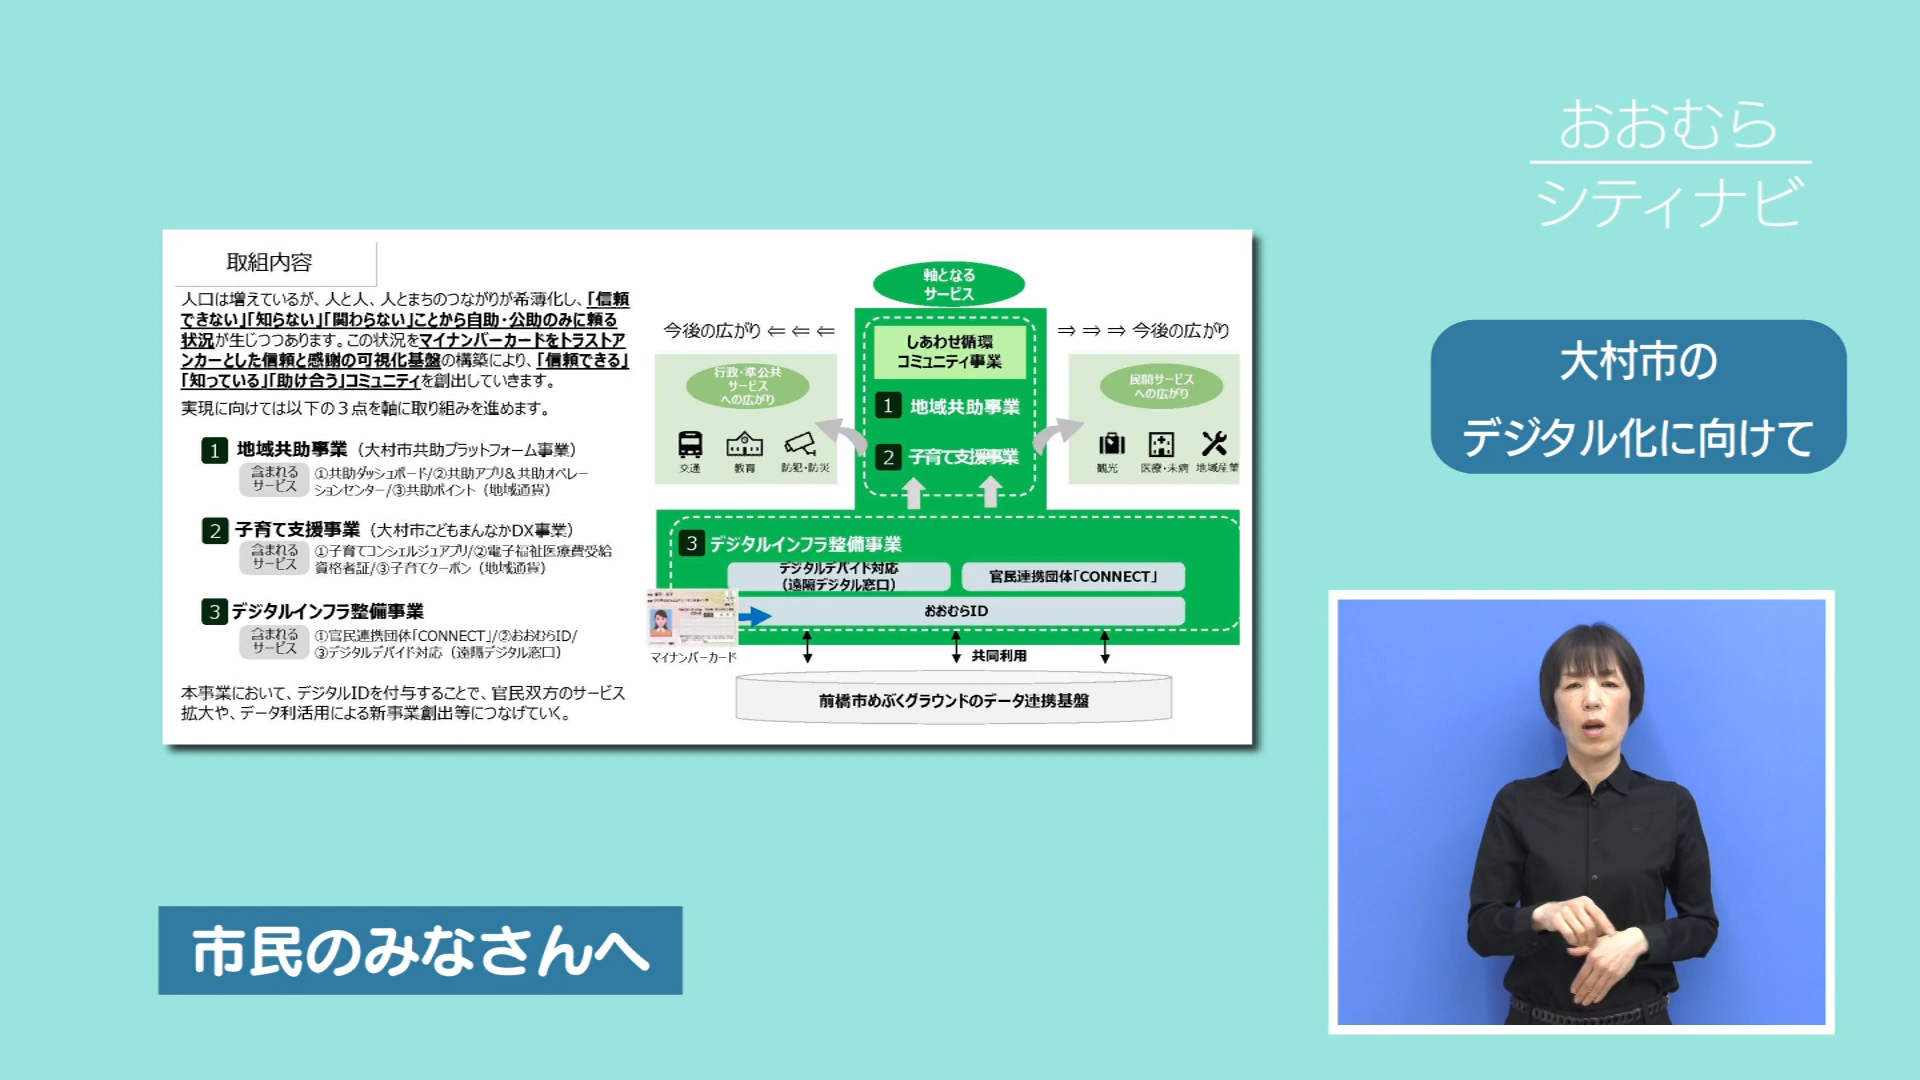 おおむら
シティナビ
大村市の
デジタル化に向けて
取組内容
人口は増えているが、人と人、人とまちのつながりが希薄化し、「信頼
できない」「知らない」「関わらない」ことから自助・公助のみに頼る
状況が生じつつあります。この状況をマイナンバーカードをトラストア
ンカーとした信頼と感謝の可視化基盤の構築により、「信頼できる」
「知っている」「助け合う」コミュニティを創出していきます。
実現に向けては以下の３点を軸に取り組みを進めます。
1 地域共助事業（大村市共助プラットフォーム事業）
含まれる
サービス
①共助ダッシュボード/②共助アプリ＆共助オペレー
ションセンター/③共助ポイント（地域通貨）
2 子育て支援事業（大村市こどもまんなかDX事業）
含まれる
サービス
①子育てコンシェルジュアプリ/②電子福祉医療費受給
資格者証/③子育てクーポン（地域通貨）
3 デジタルインフラ整備事業
含まれる
サービス
①官民連携団体「CONNECT」/②おおむらID/
③デジタルデバイド対応（遠隔デジタル窓口）
本事業において、デジタルIDを付与することで、官民双方のサービス
拡大や、データ利活用による新事業創出等につなげていく。
軸となる
サービス
今後の広がり ⇐ ⇐ ⇐
⇒ ⇒ ⇒ 今後の広がり
しあわせ循環
コミュニティ事業
1 地域共助事業
2 子育て支援事業
行政・準公共
サービス
への広がり
交通
教育
防犯・防災
民間サービス
への広がり
観光
医療・未病
地域産業
3 デジタルインフラ整備事業
デジタルデバイド対応
（遠隔デジタル窓口）
官民連携団体「CONNECT」
おおむらID
マイナンバーカード
共同利用
前橋市めぶくグラウンドのデータ連携基盤
市民のみなさんへ